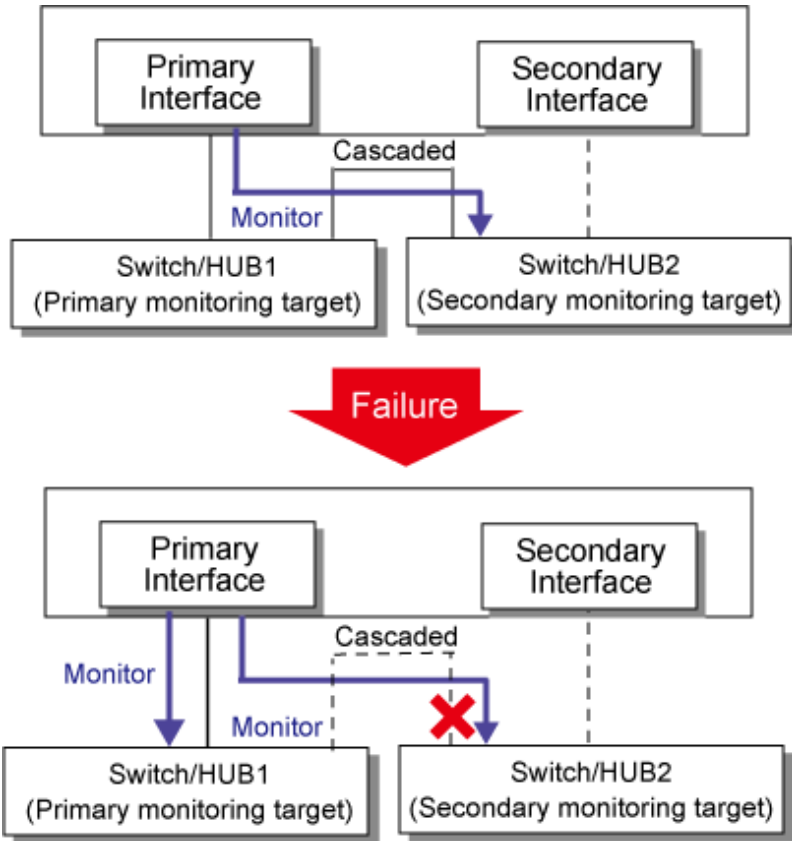 Primary
Interface
Secondary
Interface
Cascaded
Monitor
Switch/HUB1
(Primary monitoring target)
Switch/HUB2
(Secondary monitoring target)
Failure
Primary
Interface
Secondary
Interface
Cascaded
Monitor
Monitor
Switch/HUB1
(Primary monitoring target)
Switch/HUB2
(Secondary monitoring target)